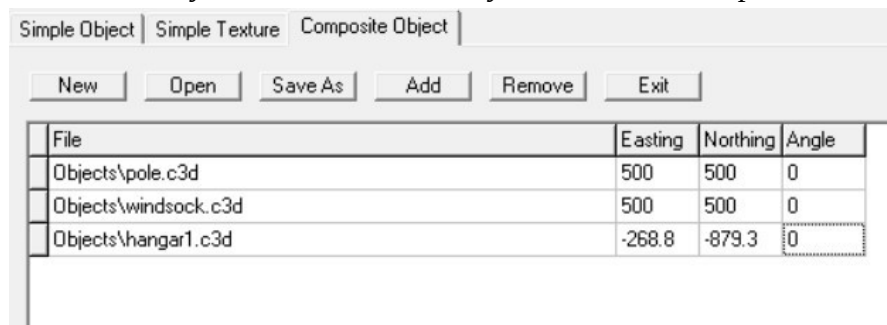 Simple Object Simple Texture Composite Object
New Open Save As Add Remove Exit
File Easting Northing Angle
Objects\pole.c3d 500 500 0
Objects\windsock.c3d 500 500 0
Objects\hangar1.c3d -268.8 -879.3 0